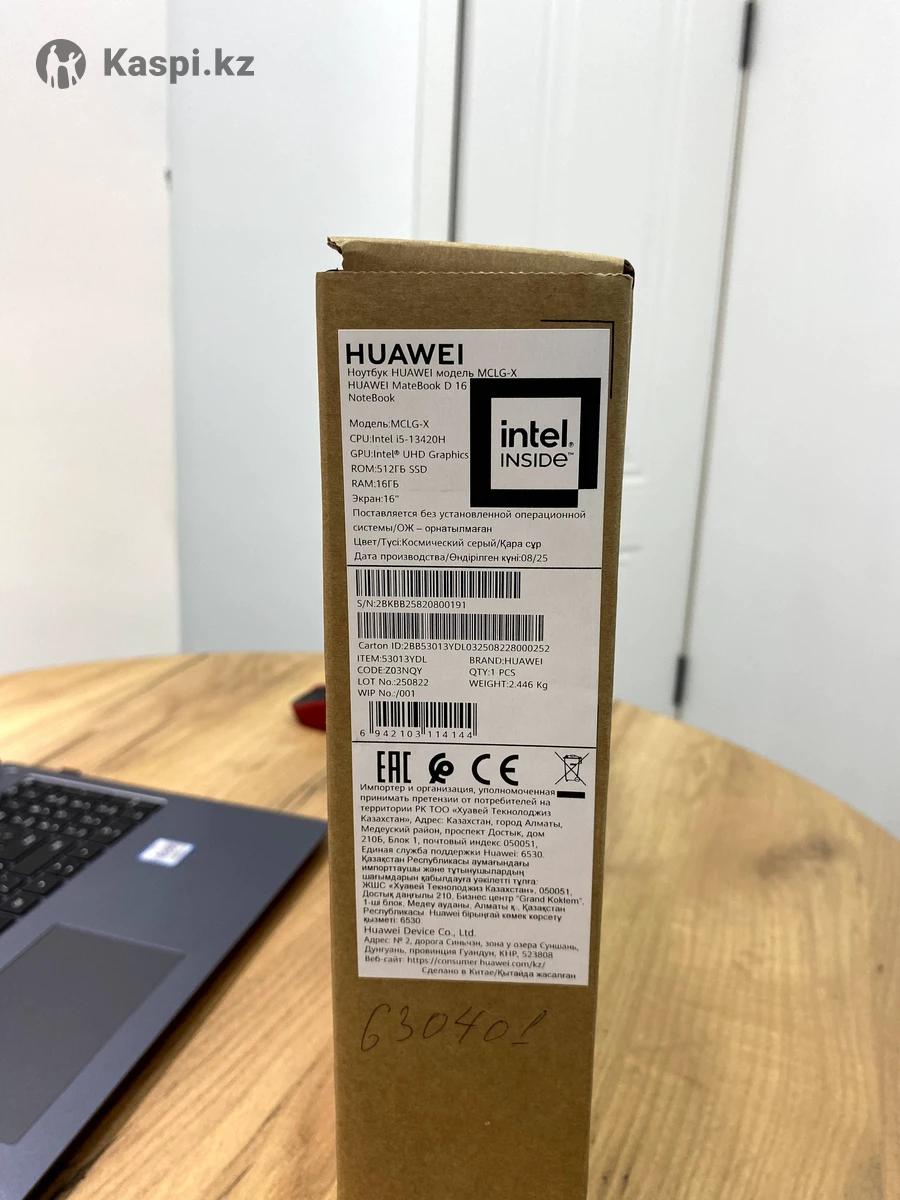 Kaspi.kz
HUAWEI
Ноутбук HUAWEI модель MCLG-X
HUAWEI MateBook D 16
NoteBook
intel.
INSIDE™
Модель:MCLG-X
CPU:Intel i5-13420H
GPU:Intel® UHD Graphics
ROM:512ГБ SSD
RAM:16ГБ
Экран:16"
Поставляется без установленной операционной
системы/ОЖ – орнатылмаған
Цвет/Түсі:Космический серый/Қара сұр
Дата производства/Өндірілген күні:08/25
S/N:2BKBB25820800191
Carton ID:2BB53013YDL032508228000252
ITEM:53013YDL BRAND:HUAWEI
CODE:Z03NQY QTY:1 PCS
LOT No.:250822 WEIGHT:2.446 Kg
WIP No.:/001
6 942103 114144
EAC CE
Импортер и организация, уполномоченная
принимать претензии от потребителей на
территории РК ТОО «Хуавей Текнолоджиз
Казахстан», Адрес: Казахстан, город Алматы,
Медеуский район, проспект Достык, дом
210Б, Блок 1, почтовый индекс 050051,
Единая служба поддержки Huawei: 6530.
Қазақстан Республикасы аумағындағы
импорттаушы және тұтынушылардың
шағымдарын қабылдауға уәкілетті тұлға:
ЖШС «Хуавей Текнолоджиз Казахстан», 050051,
Достық даңғылы 210, Бизнес центр "Grand Koktem",
1-ші блок, Медеу ауданы, Алматы қ., Қазақстан
Республикасы. Huawei бірыңғай көмек көрсету
қызметі: 6530
Huawei Device Co., Ltd.
Адрес: № 2, дорога Синьчэн, зона у озера Суншань,
Дунгуань, провинция Гуандун, КНР, 523808
Веб-сайт: https://consumer.huawei.com/kz/
Сделано в Китае/Қытайда жасалған
630401